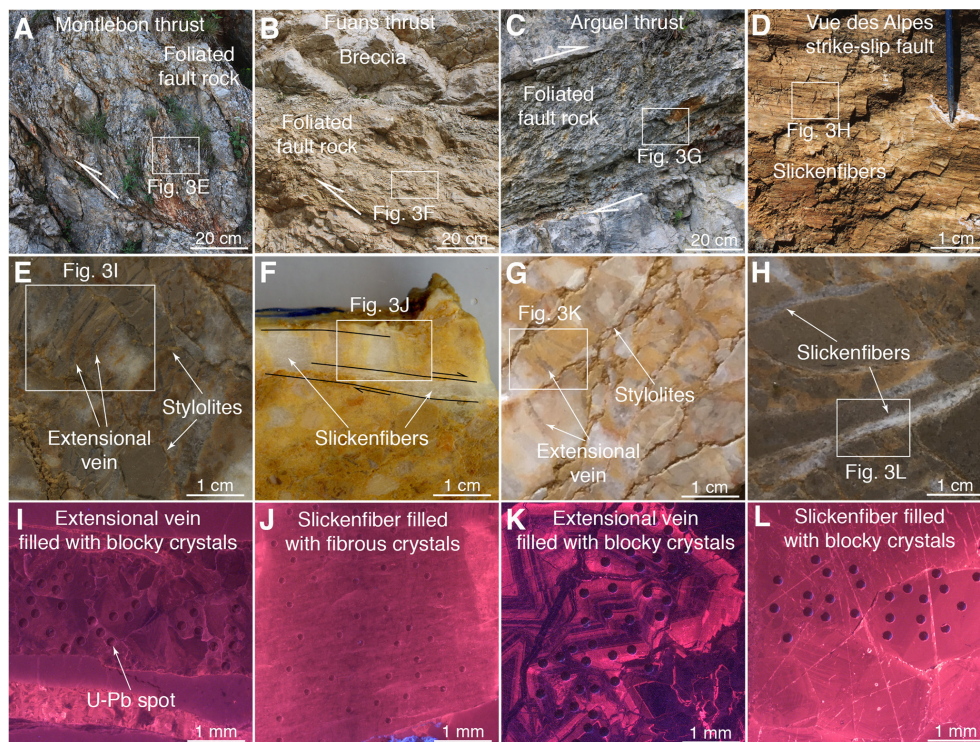 A
Montlebon thrust
Foliated
fault rock
Fig. 3E
20 cm
B
Fuans thrust
Breccia
Foliated
fault rock
Fig. 3F
20 cm
C
Arguel thrust
Foliated
fault rock
Fig. 3G
20 cm
D
Vue des Alpes
strike-slip fault
Fig. 3H
Slickenfibers
1 cm
E
Fig. 3I
Stylolites
Extensional
vein
1 cm
F
Fig. 3J
Slickenfibers
1 cm
G
Fig. 3K
Stylolites
Extensional
vein
1 cm
H
Slickenfibers
Fig. 3L
1 cm
I
Extensional vein
filled with blocky crystals
U-Pb spot
1 mm
J
Slickenfiber filled
with fibrous crystals
1 mm
K
Extensional vein
filled with blocky crystals
1 mm
L
Slickenfiber filled
with blocky crystals
1 mm